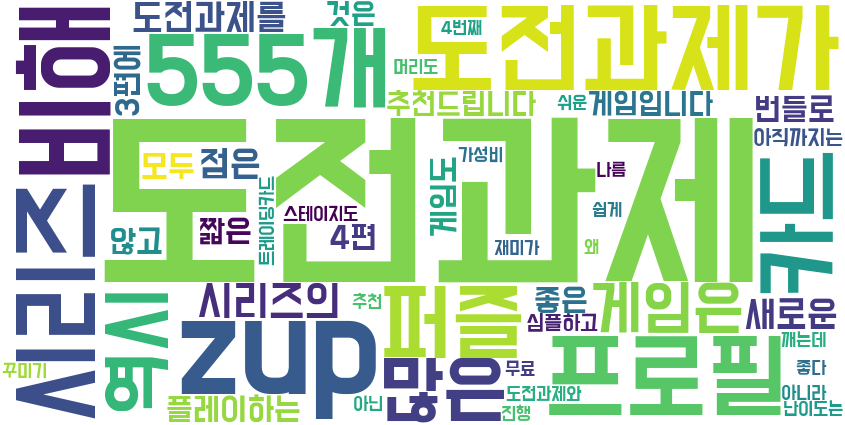 도전과제를
것은
4번째
도전과제가
비해
3편에
555개
머리도
추천드립니다
쉬운
게임입니다
번들로
아직까지는
도전과제
모두
점은
가성비
나름
카드
시리즈
트레이딩카드
게임도
짧은
스테이지도
4편
않고
재미가
왜
쉽게
역시
시리즈의
추천
퍼즐
좋은
게임은
새로운
심플하고
zup
깨는데
꾸미기
많은
무료
프로필
좋다
플레이하는
아닌
도전과제와
진행
아니라
난이도는